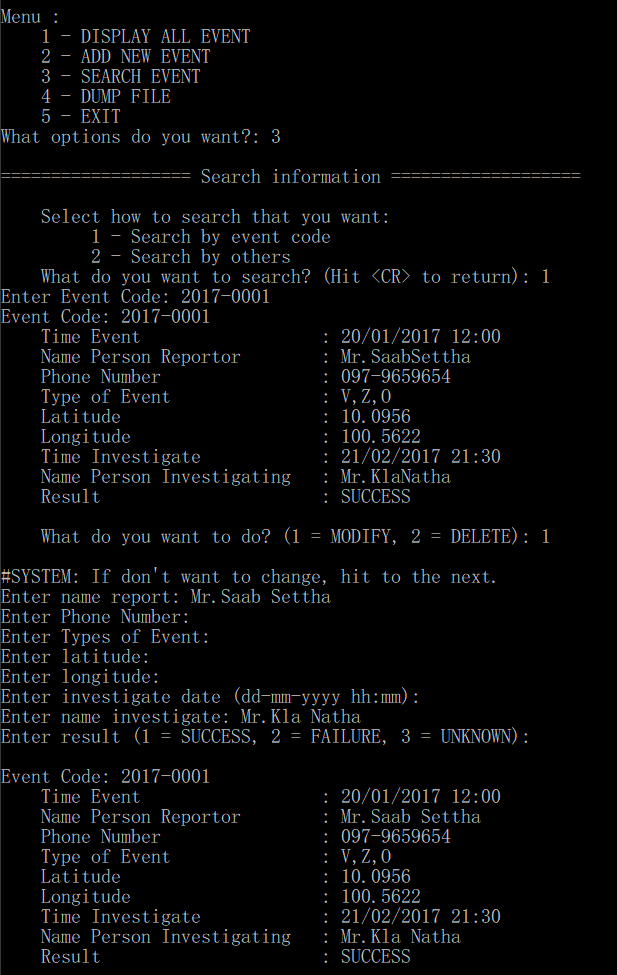 Menu :
    1 - DISPLAY ALL EVENT
    2 - ADD NEW EVENT
    3 - SEARCH EVENT
    4 - DUMP FILE
    5 - EXIT
What options do you want?: 3
=================== Search information ===================
    Select how to search that you want:
         1 - Search by event code
         2 - Search by others
    What do you want to search? (Hit <CR> to return): 1
Enter Event Code: 2017-0001
Event Code: 2017-0001
    Time Event                  : 20/01/2017 12:00
    Name Person Reportor        : Mr.SaabSettha
    Phone Number                : 097-9659654
    Type of Event               : V,Z,O
    Latitude                    : 10.0956
    Longitude                   : 100.5622
    Time Investigate            : 21/02/2017 21:30
    Name Person Investigating   : Mr.KlaNatha
    Result                      : SUCCESS
    What do you want to do? (1 = MODIFY, 2 = DELETE): 1
#SYSTEM: If don't want to change, hit to the next.
Enter name report: Mr.Saab Settha
Enter Phone Number:
Enter Types of Event:
Enter latitude:
Enter longitude:
Enter investigate date (dd-mm-yyyy hh:mm):
Enter name investigate: Mr.Kla Natha
Enter result (1 = SUCCESS, 2 = FAILURE, 3 = UNKNOWN):
Event Code: 2017-0001
    Time Event                  : 20/01/2017 12:00
    Name Person Reportor        : Mr.Saab Settha
    Phone Number                : 097-9659654
    Type of Event               : V,Z,O
    Latitude                    : 10.0956
    Longitude                   : 100.5622
    Time Investigate            : 21/02/2017 21:30
    Name Person Investigating   : Mr.Kla Natha
    Result                      : SUCCESS